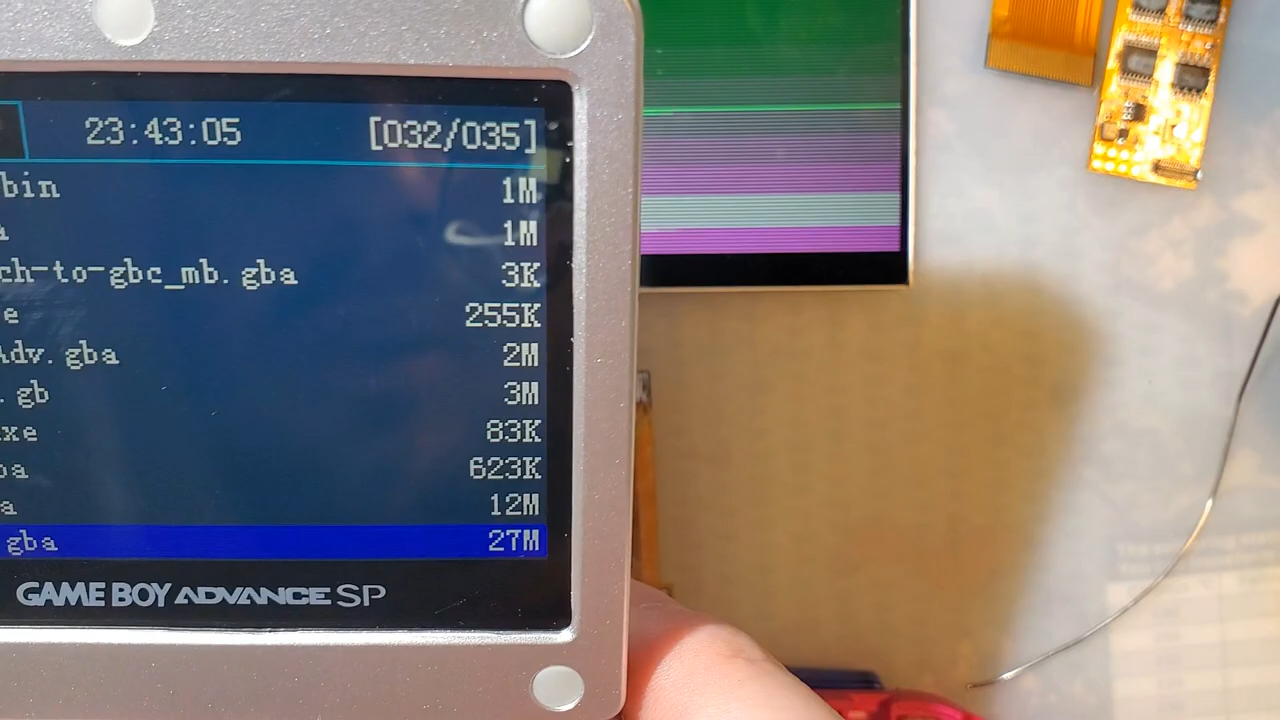 23:43:05 [032/035]
bin 1M
a 1M
ch-to-gbc_mb.gba 3K
e 255K
Adv.gba 2M
.gb 3M
xe 83K
ba 623K
a 12M
gba 27M
GAME BOY ADVANCE SP